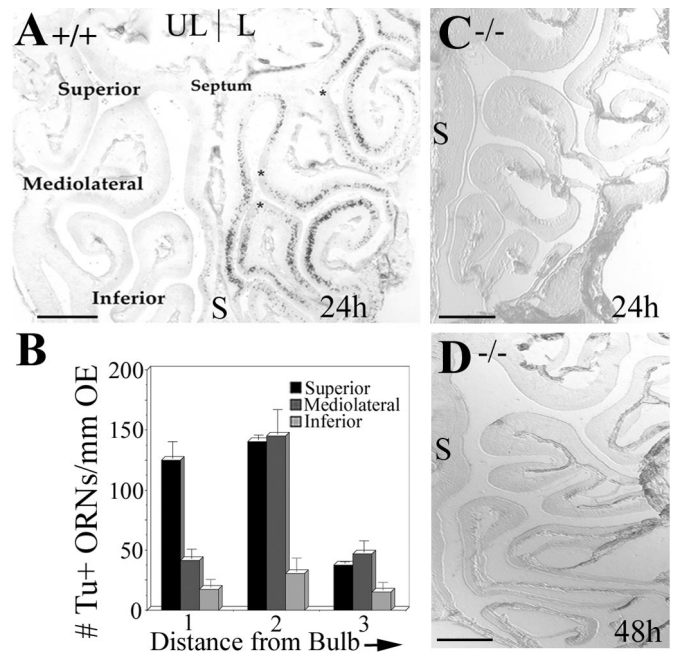 A +/+ UL | L
Superior
Septum
*
Mediolateral
*
*
Inferior
S 24h
C -/-
S
24h
B
# Tu+ ORNs/mm OE
200
150
100
50
0
Superior
Mediolateral
Inferior
1 2 3
Distance from Bulb
D -/-
S
48h